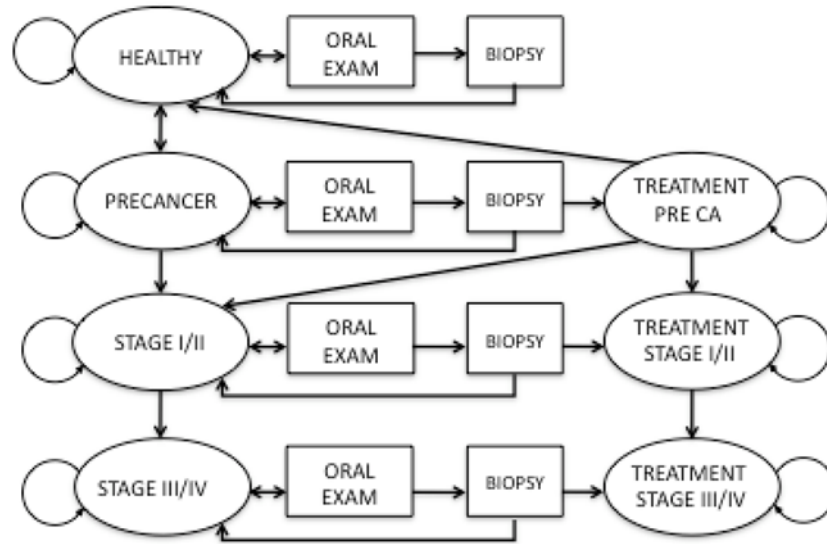 HEALTHY
ORAL
EXAM
BIOPSY
PRECANCER
ORAL
EXAM
BIOPSY
TREATMENT
PRE CA
STAGE I/II
ORAL
EXAM
BIOPSY
TREATMENT
STAGE I/II
STAGE III/IV
ORAL
EXAM
BIOPSY
TREATMENT
STAGE III/IV